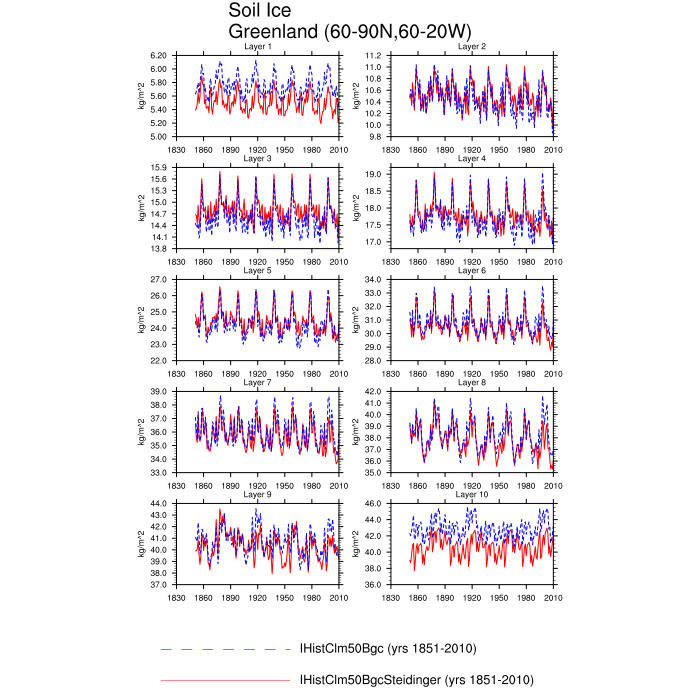 Soil Ice
Greenland (60-90N,60-20W)
Layer 1
Layer 2
6.20
6.00
5.80
5.60
5.40
5.20
5.00
kg/m^2
1830 1860 1890 1920 1950 1980 2010
11.2
11.0
10.8
10.6
10.4
10.2
10.0
9.8
kg/m^2
1830 1860 1890 1920 1950 1980 2010
Layer 3
Layer 4
15.9
15.6
15.3
15.0
14.7
14.4
14.1
13.8
kg/m^2
1830 1860 1890 1920 1950 1980 2010
19.0
18.5
18.0
17.5
17.0
kg/m^2
1830 1860 1890 1920 1950 1980 2010
Layer 5
Layer 6
27.0
26.0
25.0
24.0
23.0
22.0
kg/m^2
1830 1860 1890 1920 1950 1980 2010
34.0
33.0
32.0
31.0
30.0
29.0
28.0
kg/m^2
1830 1860 1890 1920 1950 1980 2010
Layer 7
Layer 8
39.0
38.0
37.0
36.0
35.0
34.0
33.0
kg/m^2
1830 1860 1890 1920 1950 1980 2010
42.0
41.0
40.0
39.0
38.0
37.0
36.0
35.0
kg/m^2
1830 1860 1890 1920 1950 1980 2010
Layer 9
Layer 10
44.0
43.0
42.0
41.0
40.0
39.0
38.0
37.0
kg/m^2
1830 1860 1890 1920 1950 1980 2010
46.0
44.0
42.0
40.0
38.0
36.0
kg/m^2
1830 1860 1890 1920 1950 1980 2010
IHistClm50Bgc (yrs 1851-2010)
IHistClm50BgcSteidinger (yrs 1851-2010)